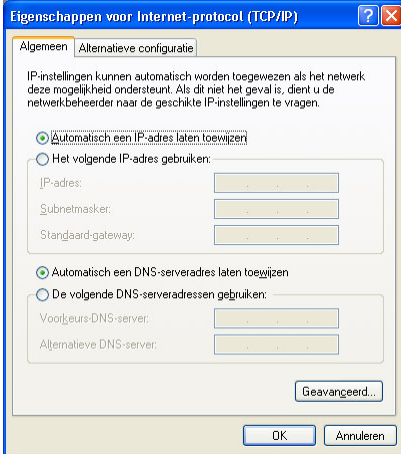 Eigenschappen voor Internet-protocol (TCP/IP)
Algemeen
Alternatieve configuratie
IP-instellingen kunnen automatisch worden toegewezen als het netwerk
deze mogelijkheid ondersteunt. Als dit niet het geval is, dient u de
netwerkbeheerder naar de geschikte IP-instellingen te vragen.
Automatisch een IP-adres laten toewijzen
Het volgende IP-adres gebruiken:
IP-adres:
Subnetmasker:
Standaard-gateway:
Automatisch een DNS-serveradres laten toewijzen
De volgende DNS-serveradressen gebruiken:
Voorkeurs-DNS-server:
Alternatieve DNS-server:
Geavanceerd...
OK
Annuleren